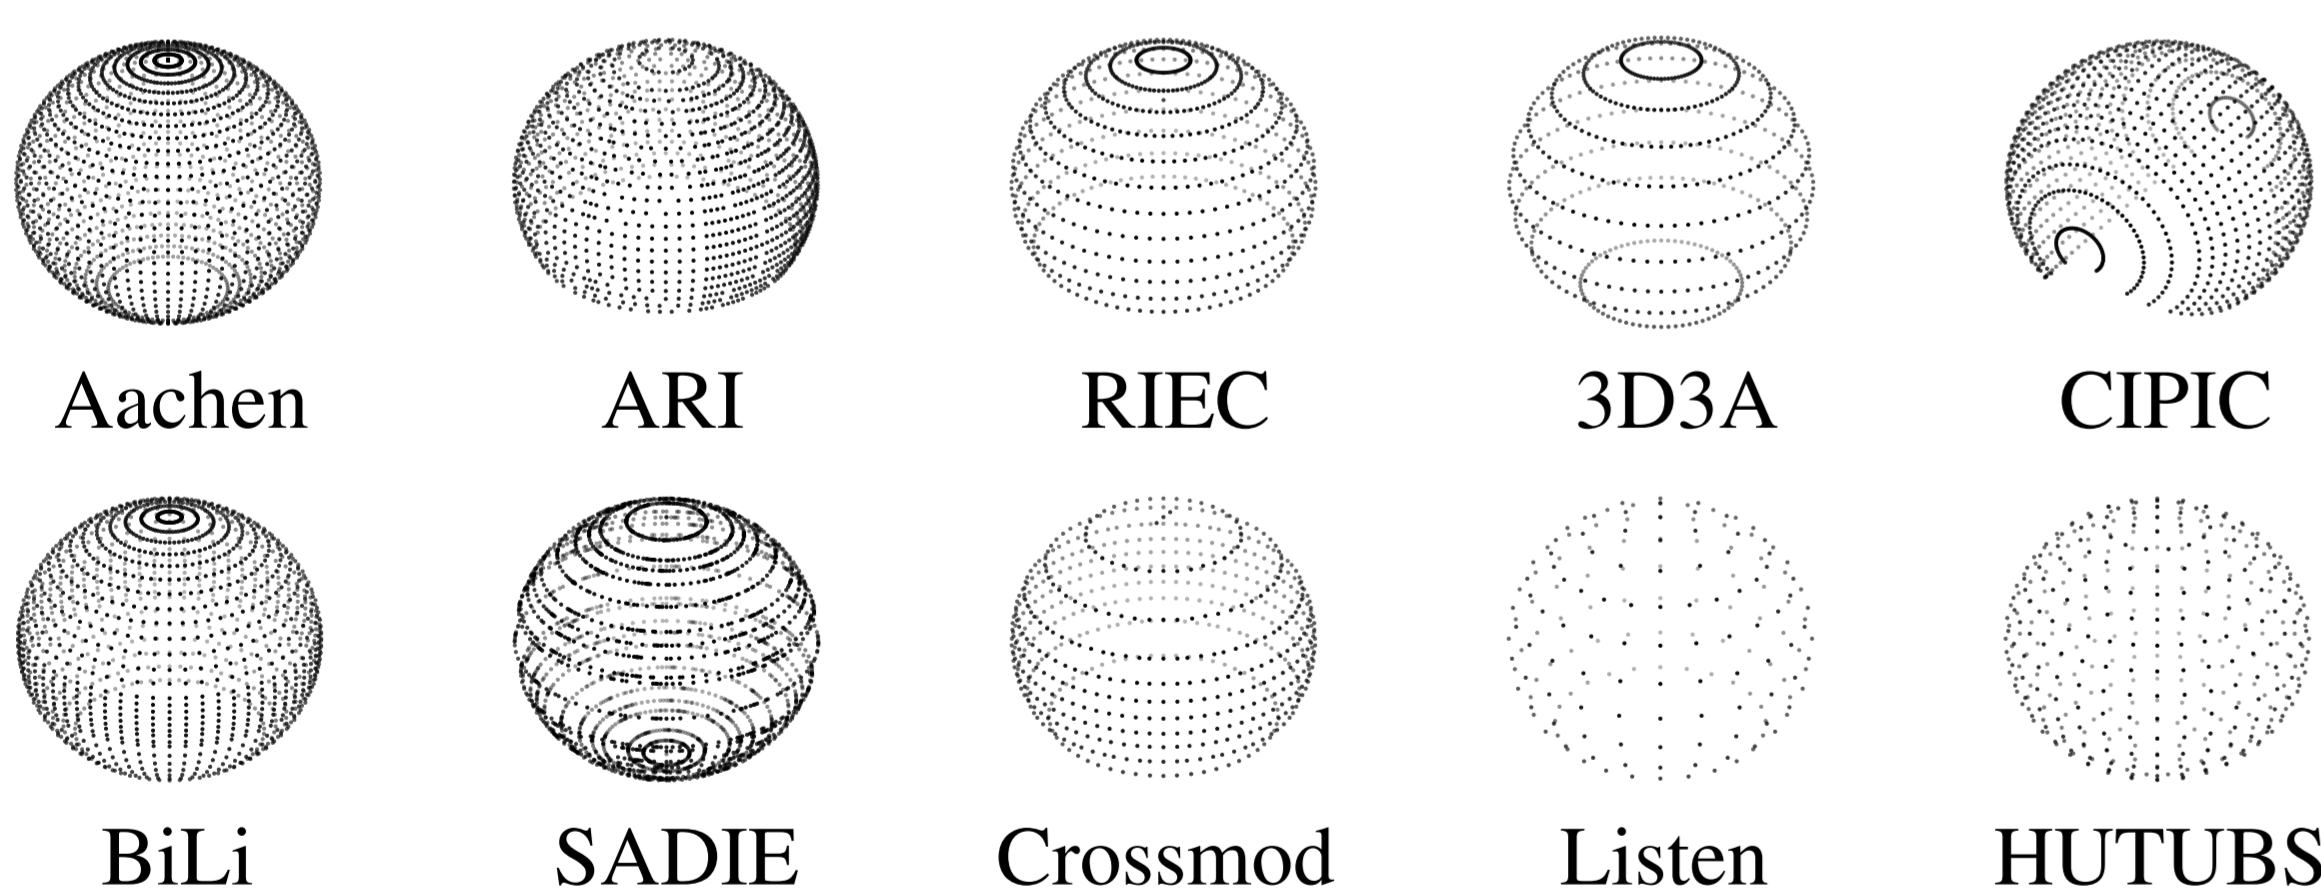 Aachen ARI RIEC 3D3A CIPIC
BiLi SADIE Crossmod Listen HUTUBS